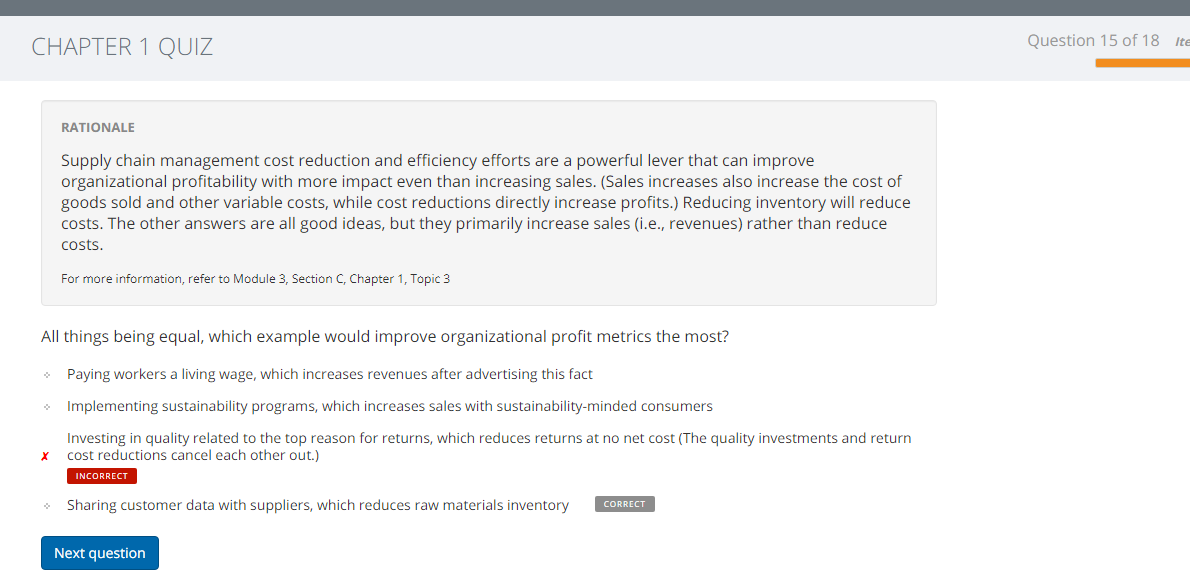 CHAPTER 1 QUIZ
Question 15 of 18
RATIONALE
Supply chain management cost reduction and efficiency efforts are a powerful lever that can improve
organizational profitability with more impact even than increasing sales. (Sales increases also increase the cost of
goods sold and other variable costs, while cost reductions directly increase profits.) Reducing inventory will reduce
costs. The other answers are all good ideas, but they primarily increase sales (i.e., revenues) rather than reduce
costs.
For more information, refer to Module 3, Section C, Chapter 1, Topic 3
All things being equal, which example would improve organizational profit metrics the most?
Paying workers a living wage, which increases revenues after advertising this fact
Implementing sustainability programs, which increases sales with sustainability-minded consumers
Investing in quality related to the top reason for returns, which reduces returns at no net cost (The quality investments and return
cost reductions cancel each other out.)
INCORRECT
Sharing customer data with suppliers, which reduces raw materials inventory CORRECT
Next question